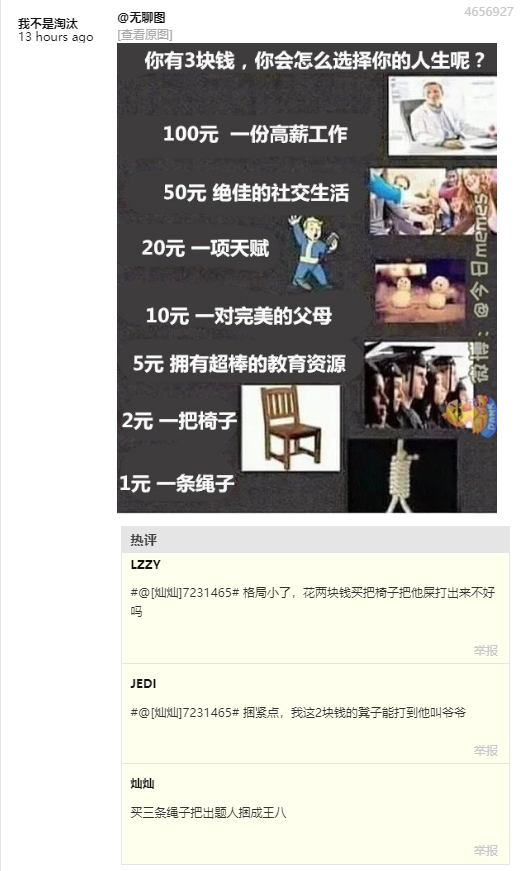 4656927
我不是淘汰
13 hours ago
@无聊图
[查看原图]
你有3块钱，你会怎么选择你的人生呢？
100元 一份高薪工作
50元 绝佳的社交生活
20元 一项天赋
10元 一对完美的父母
5元 拥有超棒的教育资源
2元 一把椅子
1元 一条绳子
微博：@今日memes
热评
LZZY
#@[灿灿]7231465# 格局小了，花两块钱买把椅子把他屎打出来不好
吗
举报
JEDI
#@[灿灿]7231465# 捆紧点，我这2块钱的凳子能打到他叫爷爷
举报
灿灿
买三条绳子把出题人捆成王八
举报